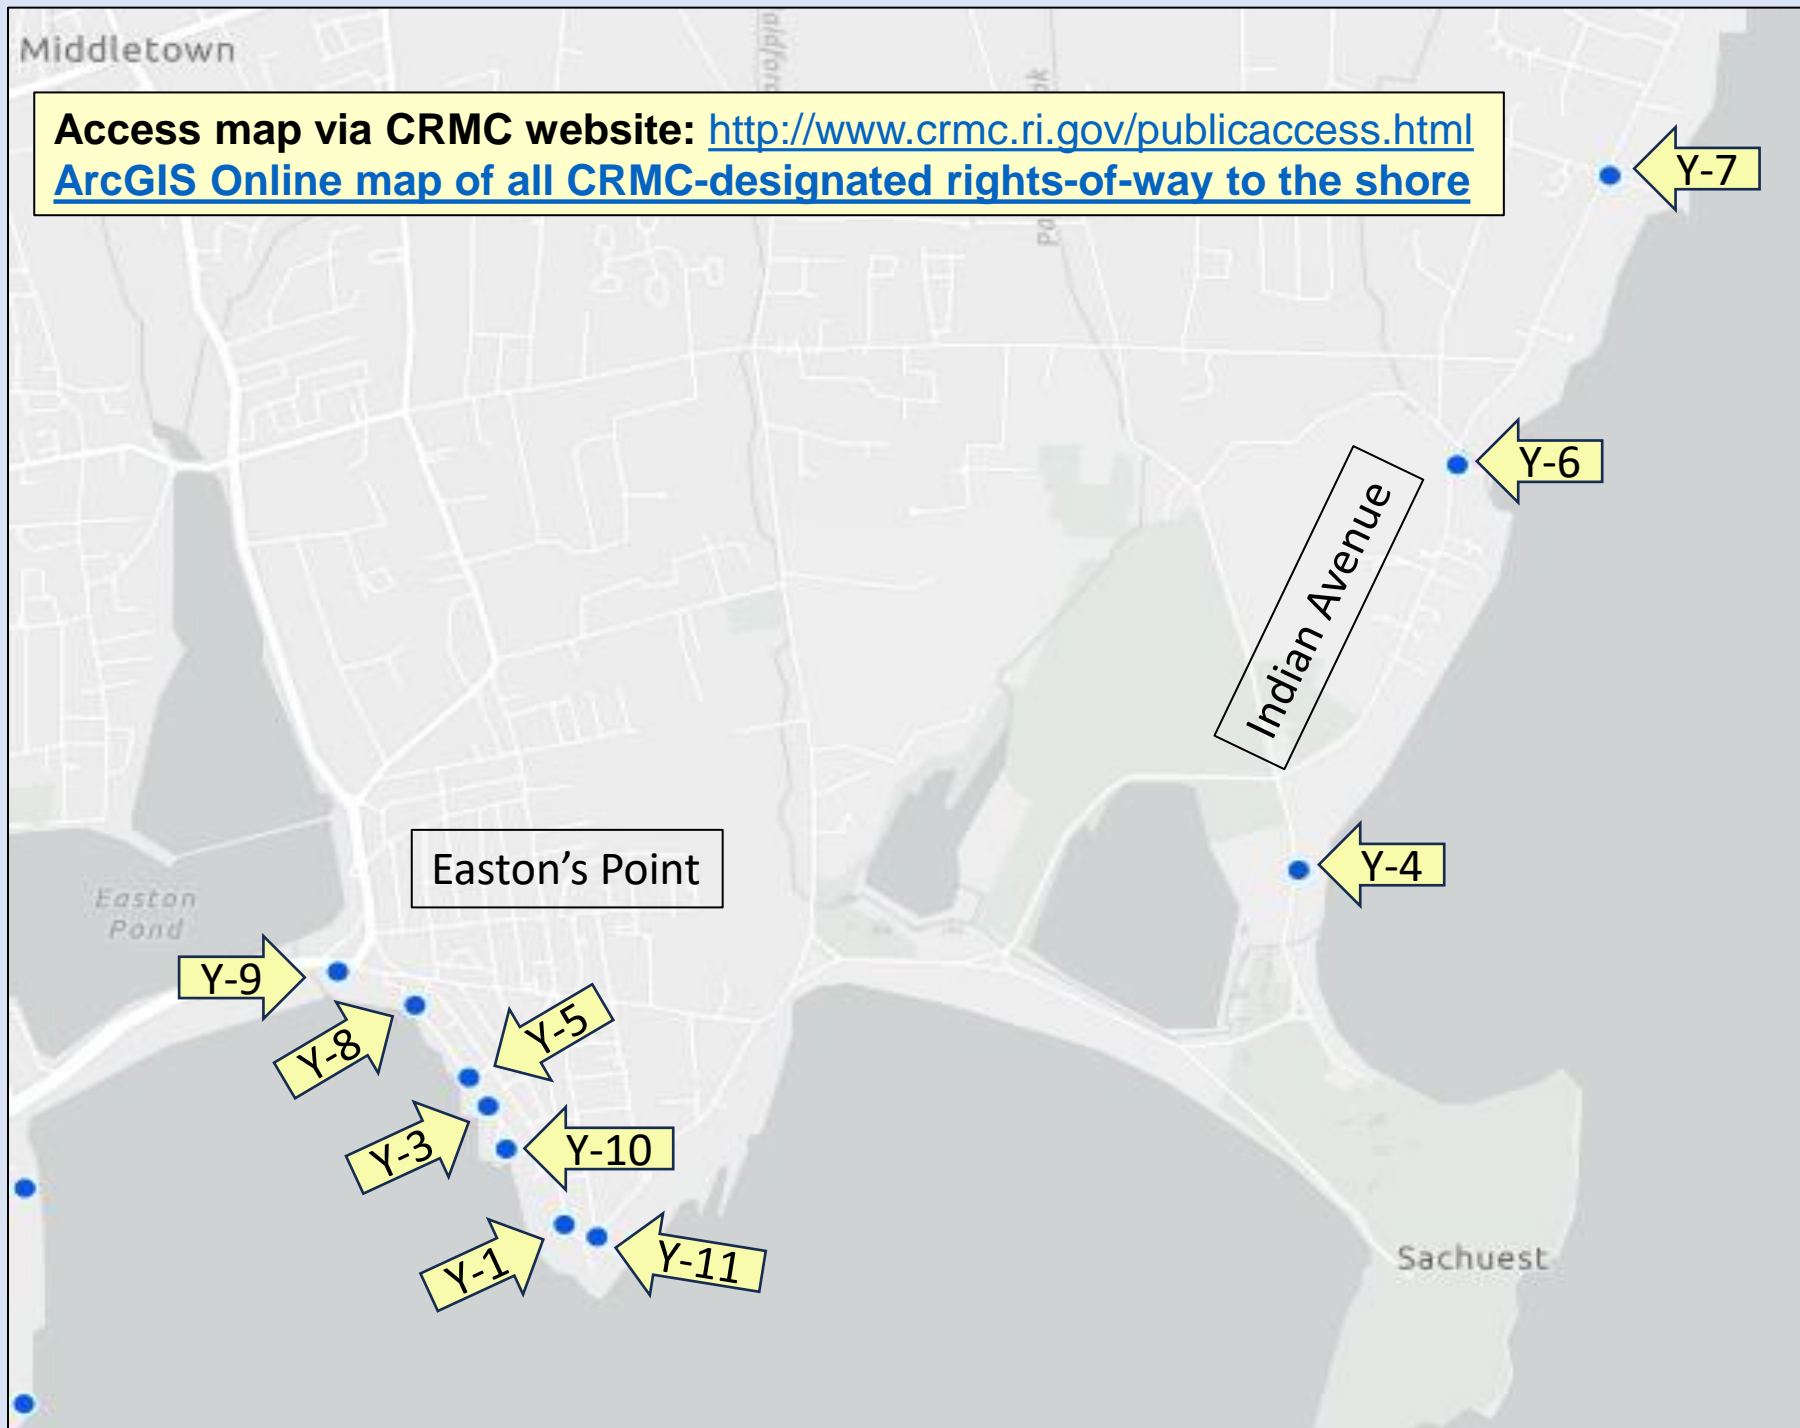 Middletown
Access map via CRMC website: http://www.crmc.ri.gov/publicaccess.html
ArcGIS Online map of all CRMC-designated rights-of-way to the shore
Y-7
Y-6
Indian Avenue
Easton's Point
Y-4
Easton
Pond
Y-9
Y-8
Y-5
Y-3
Y-10
Y-1
Y-11
Sachuest